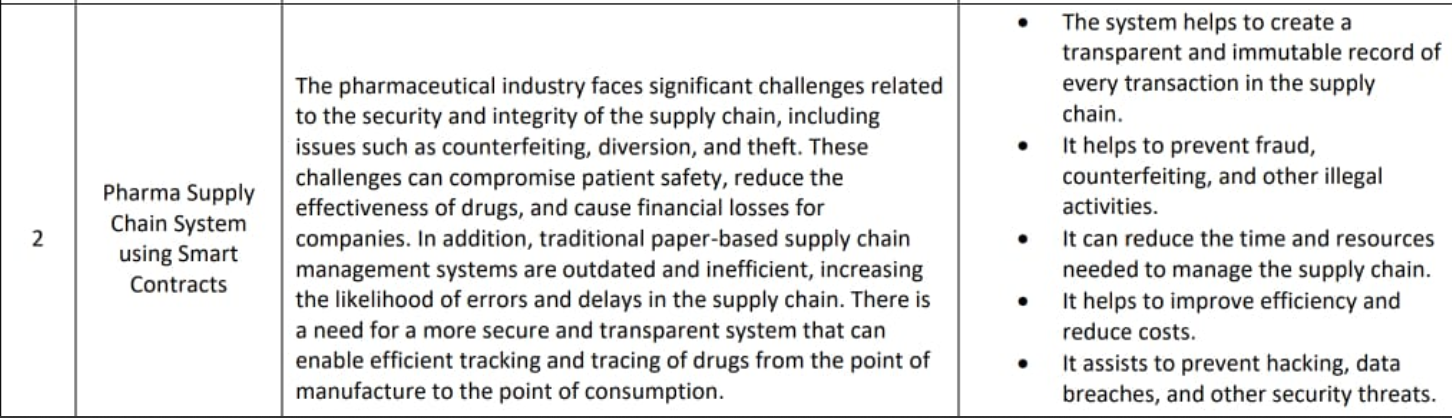 2
Pharma Supply
Chain System
using Smart
Contracts
The pharmaceutical industry faces significant challenges related
to the security and integrity of the supply chain, including
issues such as counterfeiting, diversion, and theft. These
challenges can compromise patient safety, reduce the
effectiveness of drugs, and cause financial losses for
companies. In addition, traditional paper-based supply chain
management systems are outdated and inefficient, increasing
the likelihood of errors and delays in the supply chain. There is
a need for a more secure and transparent system that can
enable efficient tracking and tracing of drugs from the point of
manufacture to the point of consumption.
• The system helps to create a
transparent and immutable record of
every transaction in the supply
chain.
• It helps to prevent fraud,
counterfeiting, and other illegal
activities.
• It can reduce the time and resources
needed to manage the supply chain.
• It helps to improve efficiency and
reduce costs.
• It assists to prevent hacking, data
breaches, and other security threats.